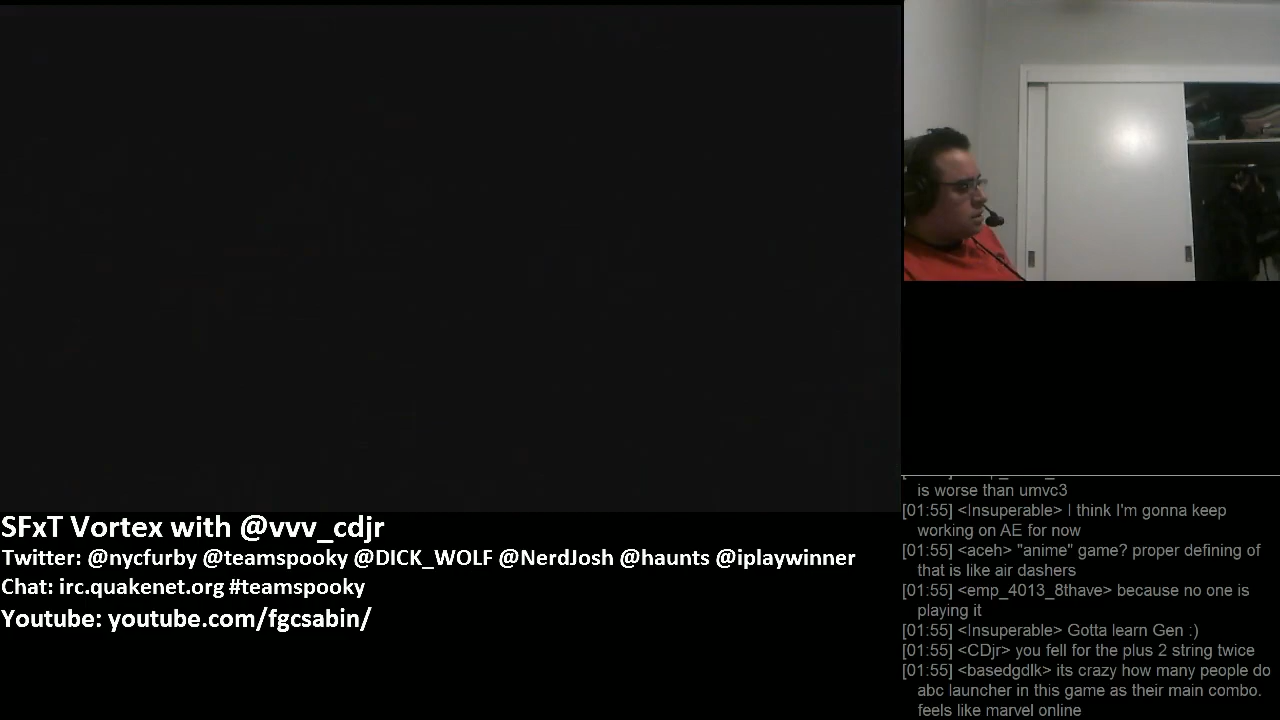 SFxT Vortex with @vvv_cdjr
Twitter: @nycfurby @teamspooky @DICK_WOLF @NerdJosh @haunts @iplaywinner
Chat: irc.quakenet.org #teamspooky
Youtube: youtube.com/fgcsabin/
is worse than umvc3
[01:55] <Insuperable> I think I'm gonna keep
working on AE for now
[01:55] <aceh> "anime" game? proper defining of
that is like air dashers
[01:55] <emp_4013_8thave> because no one is
playing it
[01:55] <Insuperable> Gotta learn Gen :)
[01:55] <CDjr> you fell for the plus 2 string twice
[01:55] <basedgdlk> its crazy how many people do
abc launcher in this game as their main combo.
feels like marvel online